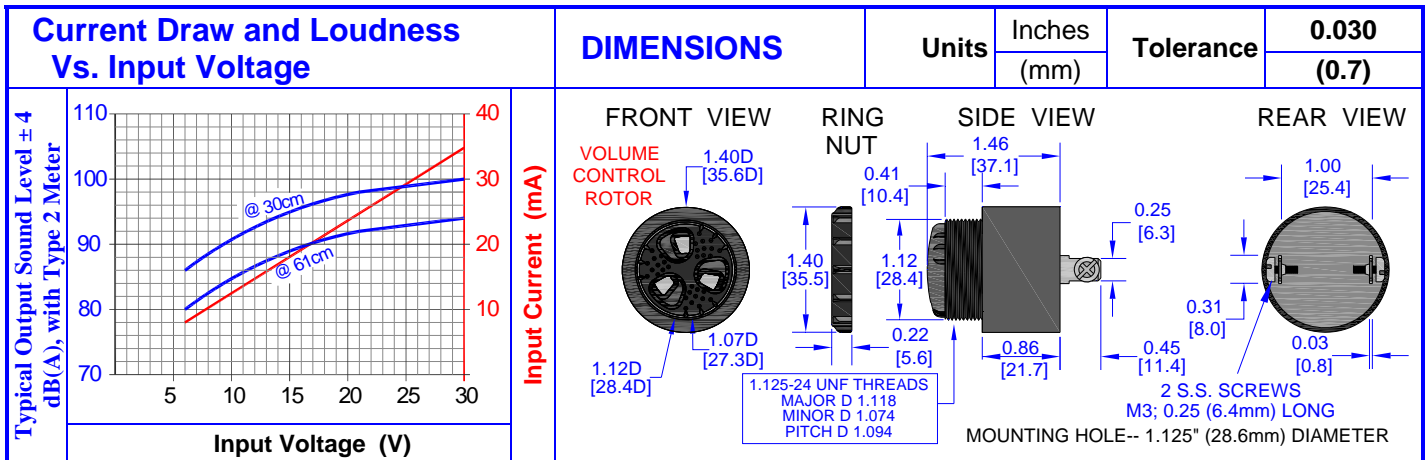 Current Draw and Loudness
Vs. Input Voltage
DIMENSIONS
Units
Inches
(mm)
Tolerance
0.030
(0.7)
Typical Output Sound Level ± 4
dB(A), with Type 2 Meter
110
100
90
80
70
40
30
20
10
5
10
15
20
25
30
@ 30cm
@ 61cm
Input Current (mA)
Input Voltage (V)
FRONT VIEW
VOLUME
CONTROL
ROTOR
1.40D
[35.6D]
1.07D
[27.3D]
1.12D
[28.4D]
RING
NUT
1.40
[35.5]
0.22
[5.6]
SIDE VIEW
1.46
[37.1]
0.41
[10.4]
1.12
[28.4]
0.25
[6.3]
0.86
[21.7]
0.45
[11.4]
1.125-24 UNF THREADS
MAJOR D 1.118
MINOR D 1.074
PITCH D 1.094
REAR VIEW
1.00
[25.4]
0.31
[8.0]
0.03
[0.8]
2 S.S. SCREWS
M3; 0.25 (6.4mm) LONG
MOUNTING HOLE-- 1.125" (28.6mm) DIAMETER